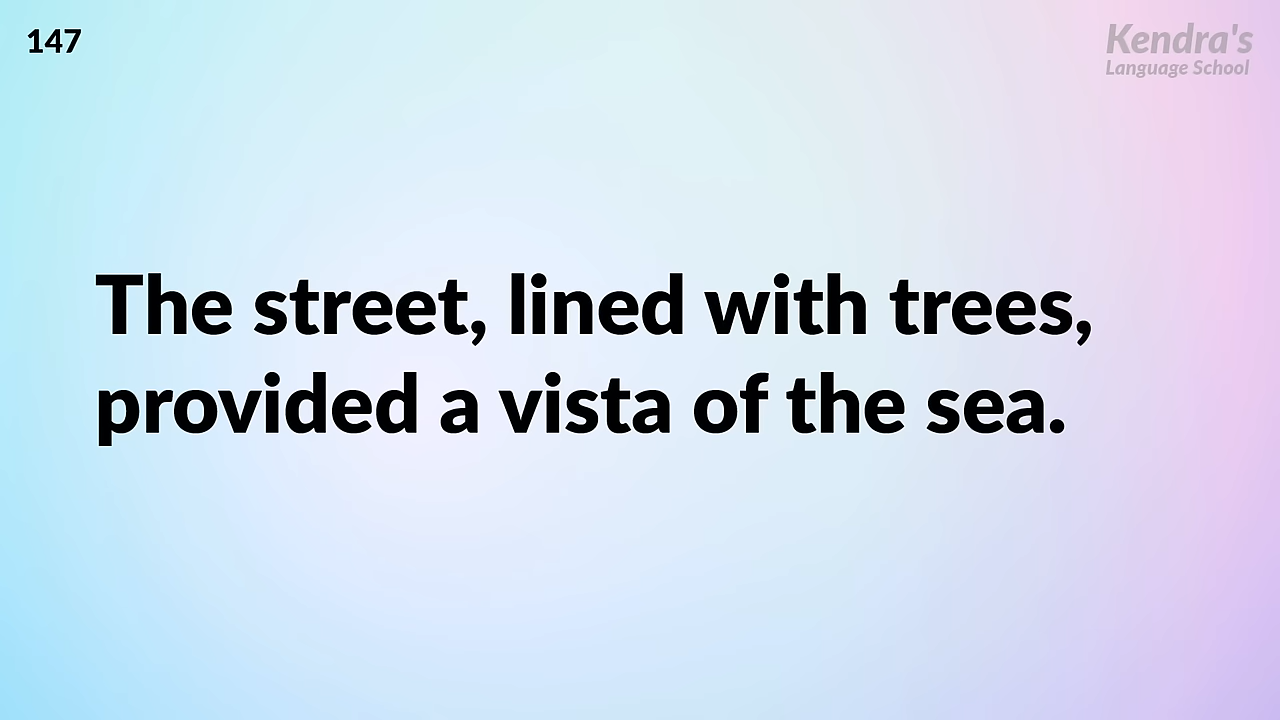 147
Kendra's
Language School
The street, lined with trees,
provided a vista of the sea.